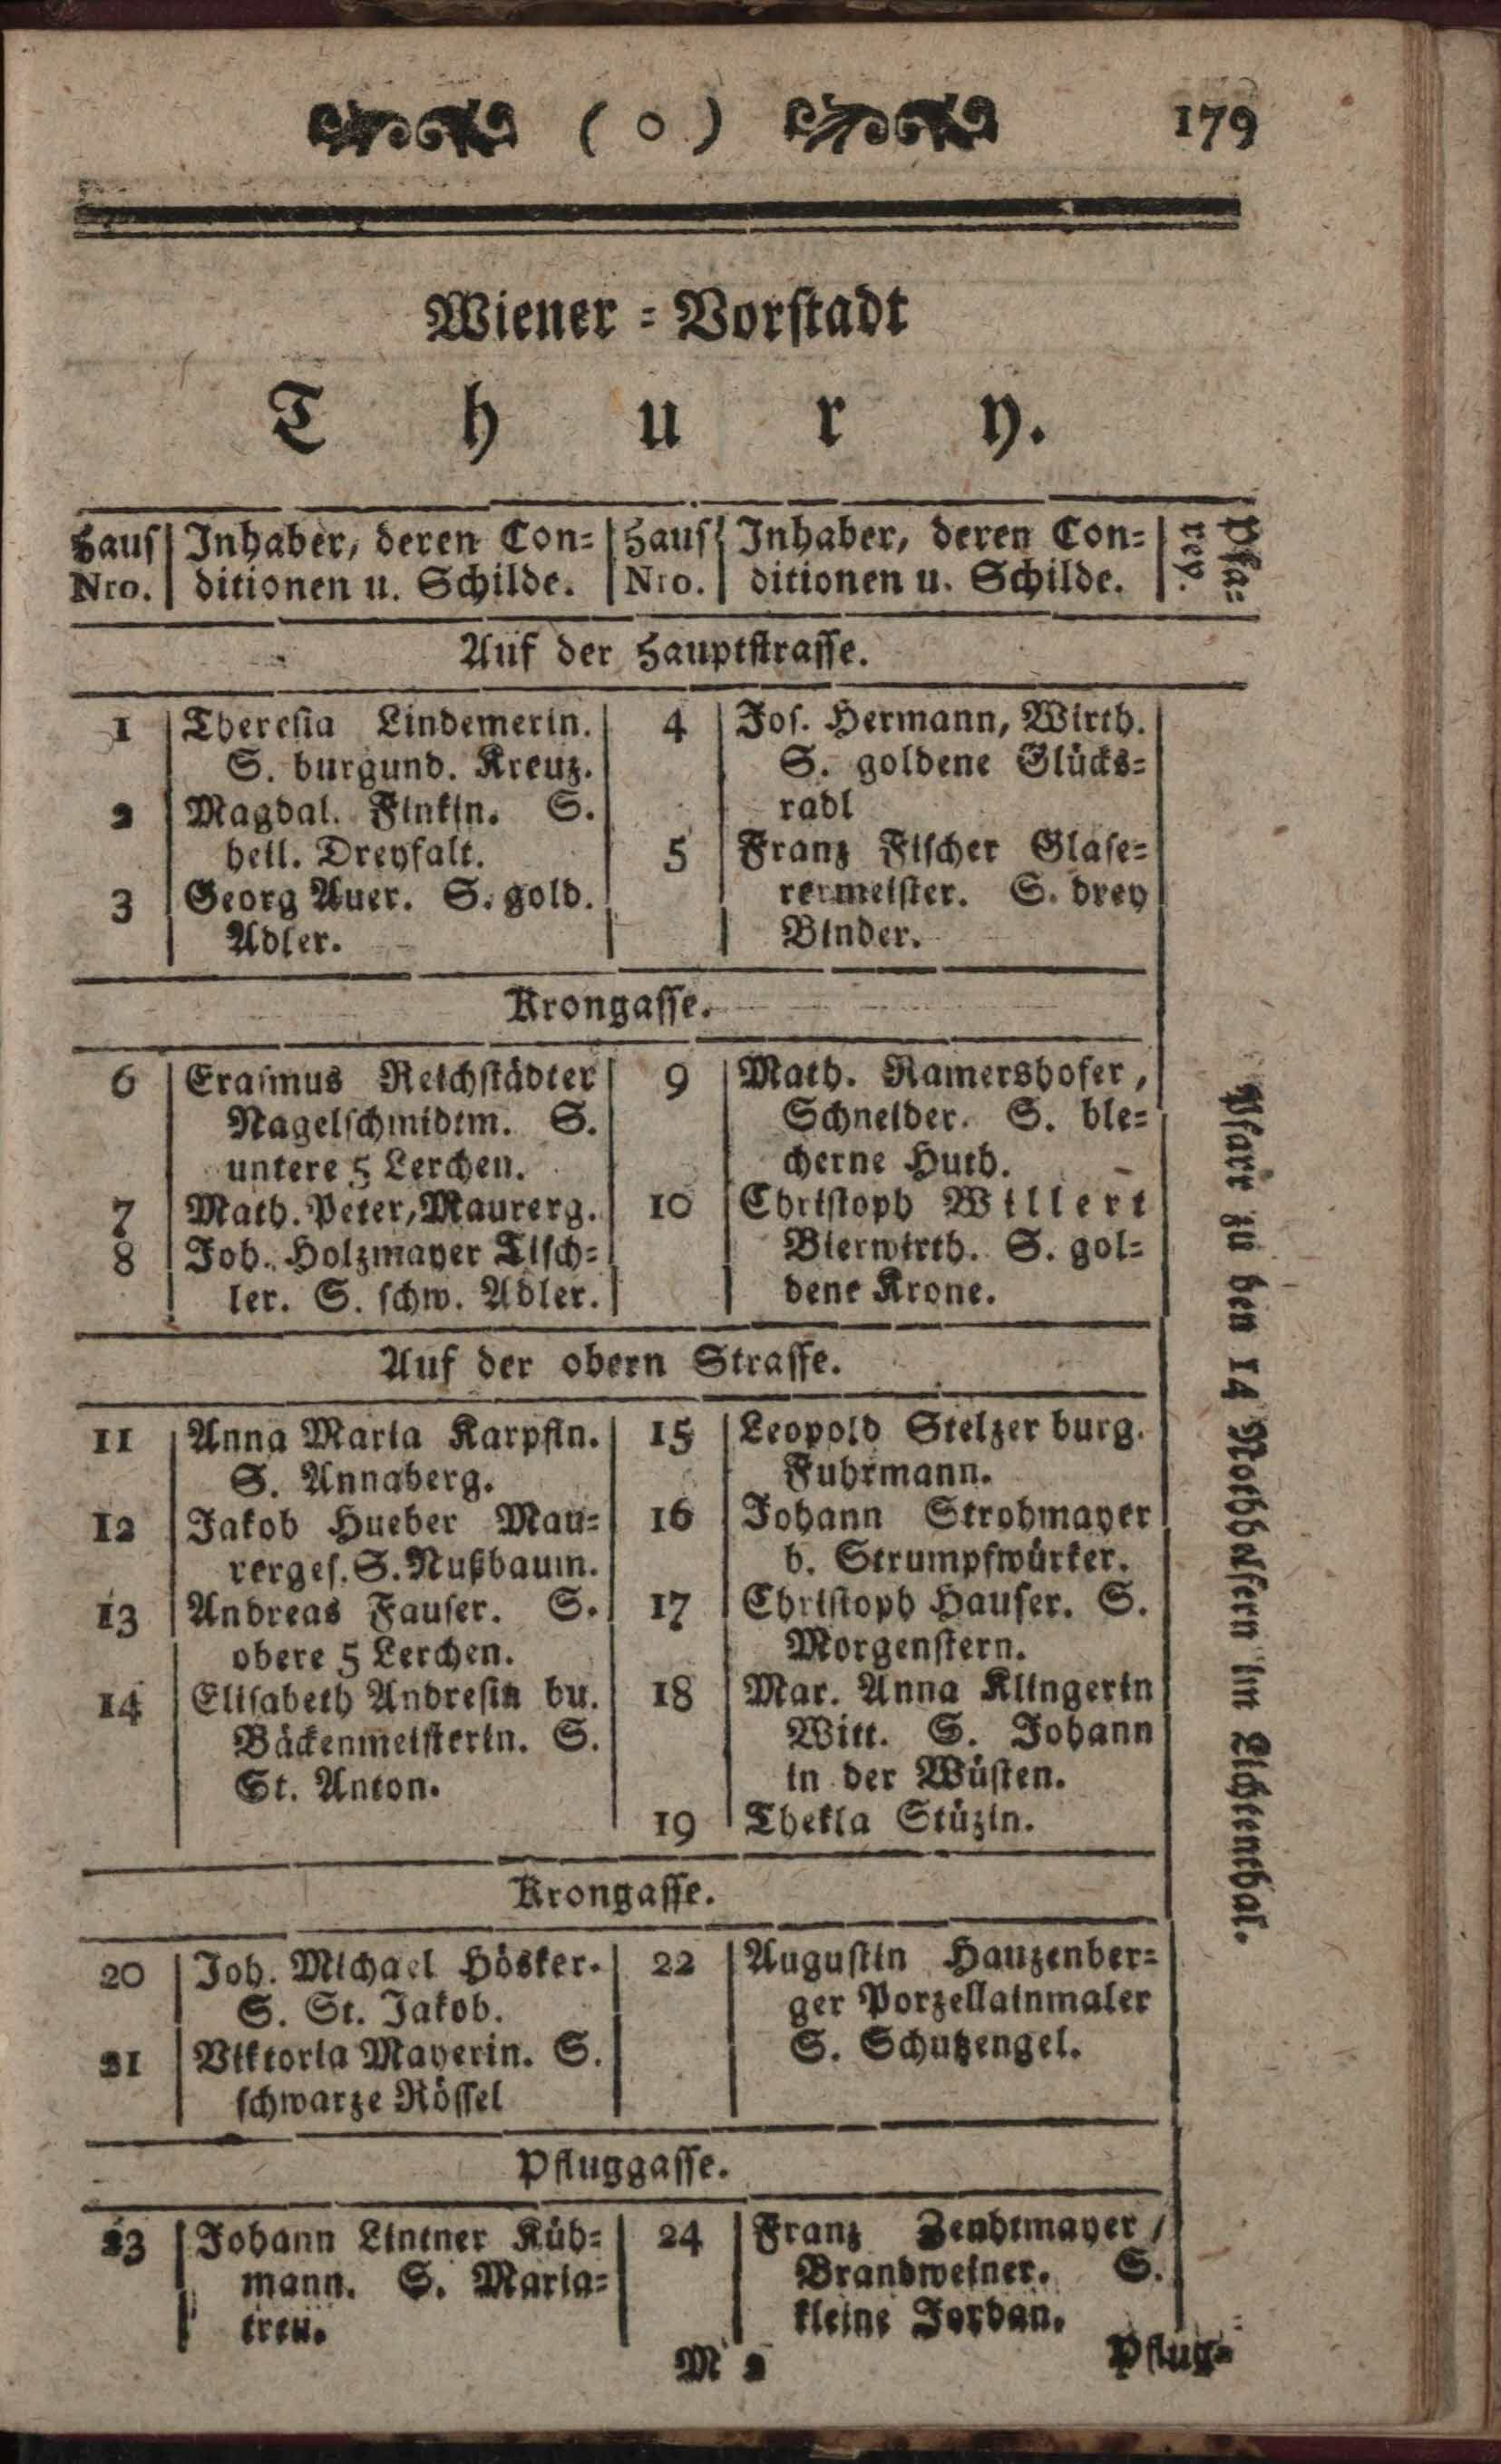 ( o ) 179
Wiener = Vorstadt
Thury.
Haus Nro.
Inhaber, deren Con=
ditionen u. Schilde.
Haus Nro.
Inhaber, deren Con=
ditionen u. Schilde.
Pfa=
rey.
Auf der Hauptstrasse.
1 Theresia Lindemerin.
S. burgund. Kreuz.
2 Magdal. Finkin. S.
heil. Dreyfalt.
3 Georg Auer. S. gold.
Adler.
4 Jos. Hermann, Wirth.
S. goldene Glücks=
radl
5 Franz Fischer Glase=
rermeister. S. drey
Binder.
Krongasse.
6 Erasmus Reichstädter
Nagelschmidtm. S.
untere 5 Lerchen.
7 Math. Peter, Maurerg.
8 Joh. Holzmayer Tisch=
ler. S. schw. Adler.
9 Math. Ramershofer,
Schneider. S. ble=
cherne Huth.
10 Christoph Willert
Bierwirth. S. gol=
dene Krone.
Auf der obern Strasse.
11 Anna Maria Karpfin.
S. Annaberg.
12 Jakob Hueber Mau=
rerges. S. Nußbaum.
13 Andreas Fauser. S.
obere 5 Lerchen.
14 Elisabeth Andresin bu.
Bäckenmeisterin. S.
St. Anton.
15 Leopold Stelzer burg.
Fuhrmann.
16 Johann Strohmayer
b. Strumpfwürker.
17 Christoph Hauser. S.
Morgenstern.
18 Mar. Anna Klingerin
Witt. S. Johann
in der Wüsten.
19 Thekla Stüzin.
Krongasse.
20 Joh. Michael Hösker.
S. St. Jakob.
21 Viktoria Mayerin. S.
schwarze Rössel
22 Augustin Hauzenber=
ger Porzellainmaler
S. Schutzengel.
Pfluggasse.
23 Johann Lintner Küh=
mann. S. Maria=
treu.
24 Franz Zenhtmayer,
Brandweiner. S.
kleine Jordan.
Pfarr zu den 14 Nothhelfern im Lichtenthal.
M 2 Pflug=